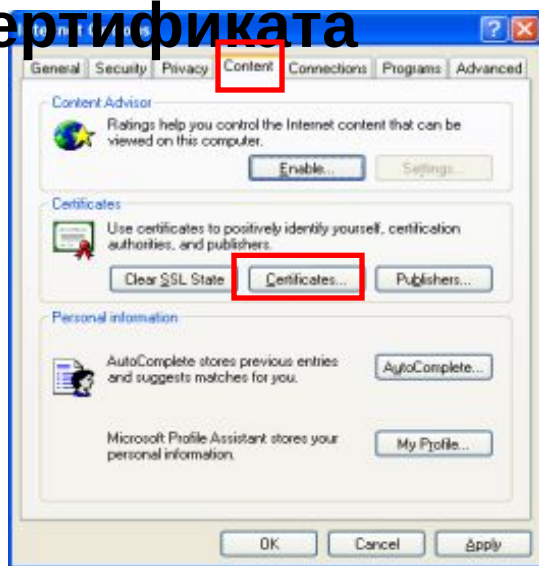 ертификата
General Security Privacy Content Connections Programs Advanced
Content Advisor
Ratings help you control the Internet content that can be
viewed on this computer.
Enable... Settings...
Certificates
Use certificates to positively identify yourself, certification
authorities, and publishers.
Clear SSL State Certificates... Publishers...
Personal information
AutoComplete stores previous entries
and suggests matches for you.
AutoComplete...
Microsoft Profile Assistant stores your
personal information.
My Profile...
OK Cancel Apply